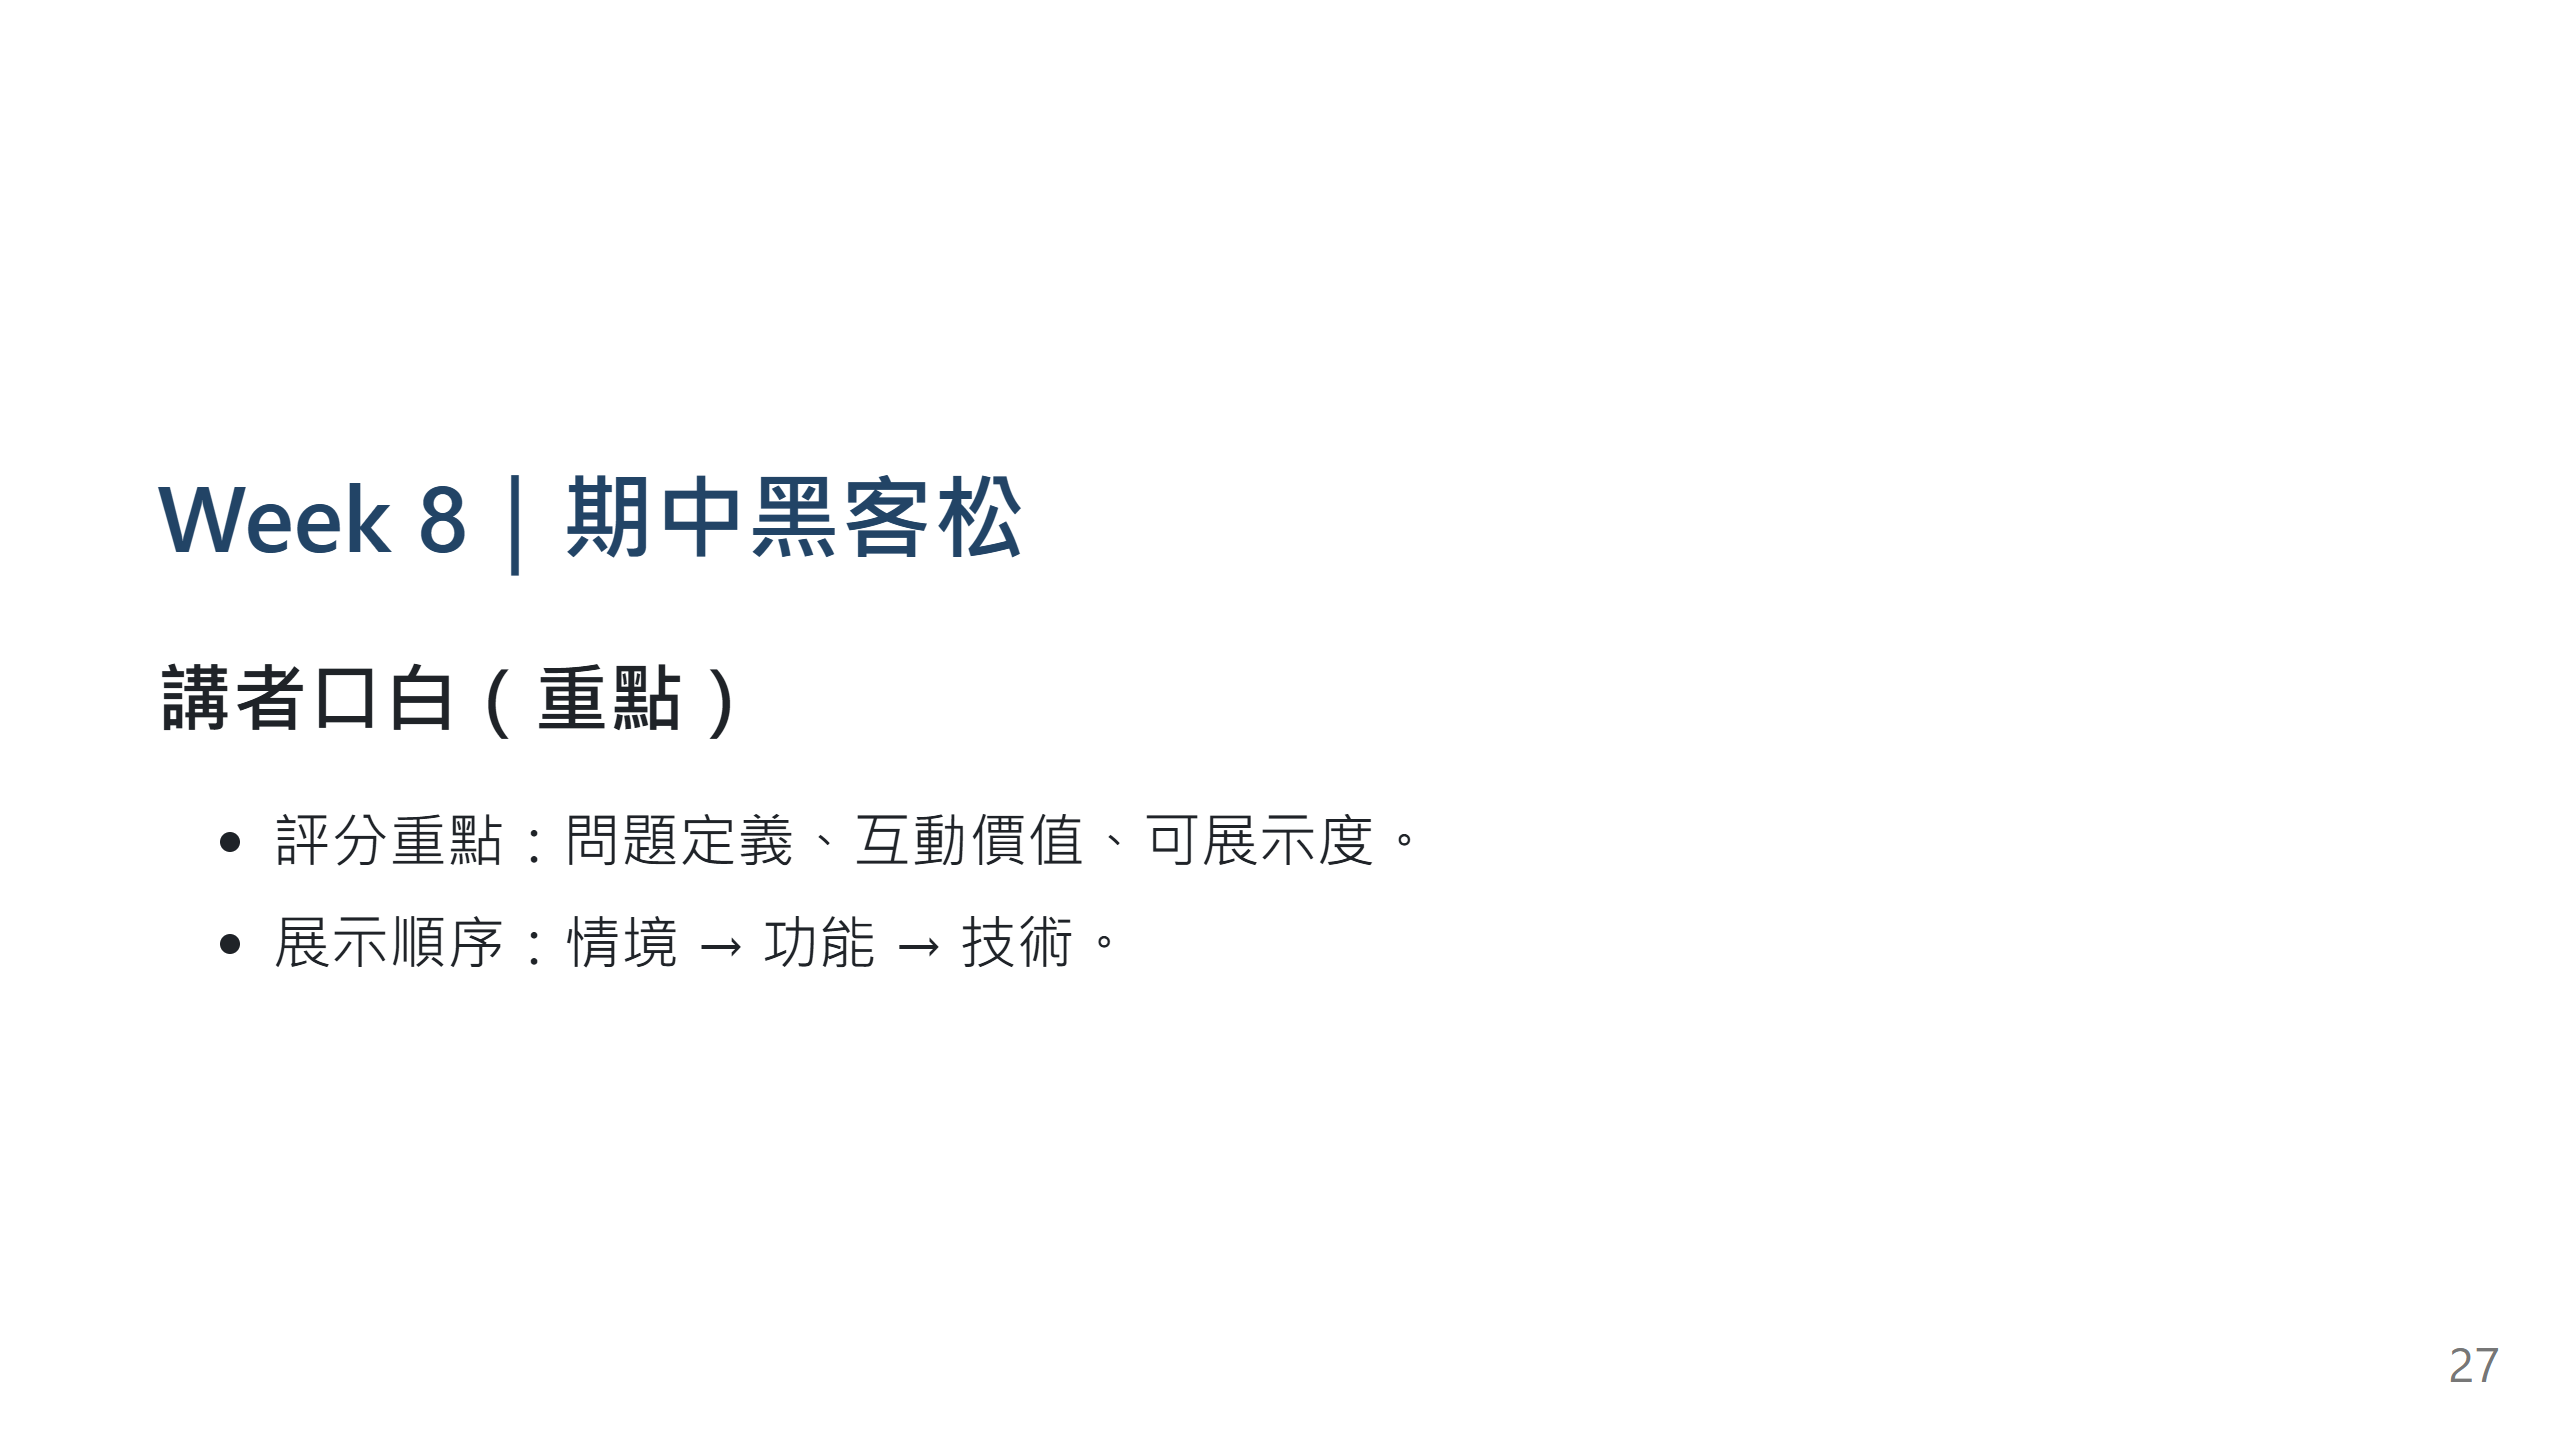 Week 8｜期中黑客松
講者口白（重點）
• 評分重點：問題定義、互動價值、可展示度。
• 展示順序：情境 → 功能 → 技術。
27